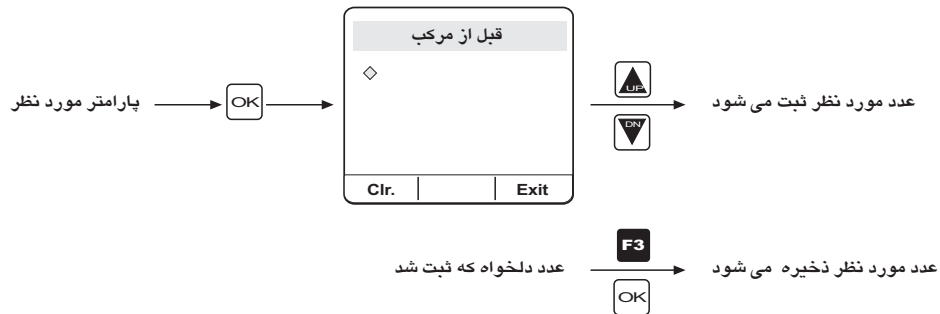 قبل از مرکب
پارامتر مورد نظر
OK
UP
DN
عدد مورد نظر ثبت می شود
Clr.
Exit
عدد دلخواه که ثبت شد
F3
OK
عدد مورد نظر ذخیره می شود